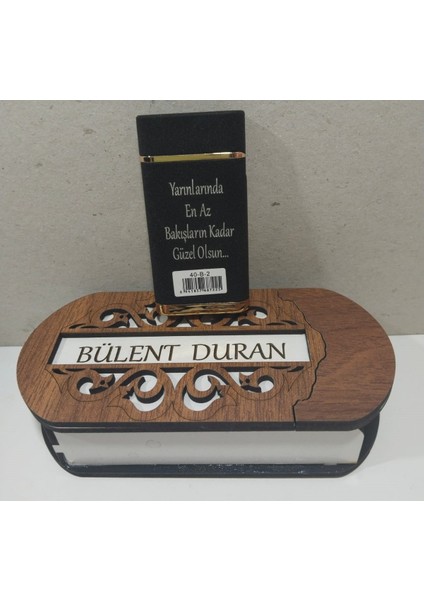 Yarınlarında
En Az
Bakışların Kadar
Güzel Olsun...
40-B-2
BÜLENT DURAN